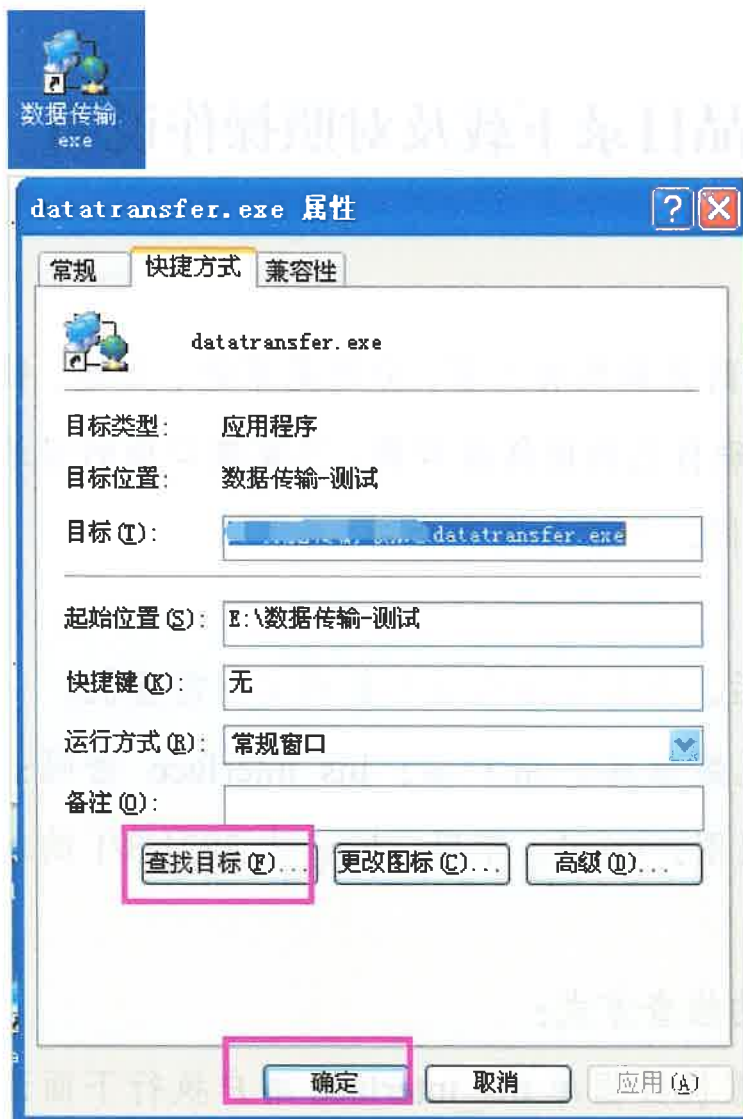 数据传输.
exe
datatransfer.exe 属性
常规 快捷方式 兼容性
datatransfer.exe
目标类型: 应用程序
目标位置: 数据传输-测试
目标(T): datatransfer.exe
起始位置(S): E:\数据传输-测试
快捷键(K): 无
运行方式(R): 常规窗口
备注(O):
查找目标(F)... 更改图标(C)... 高级(D)...
确定 取消 应用(A)